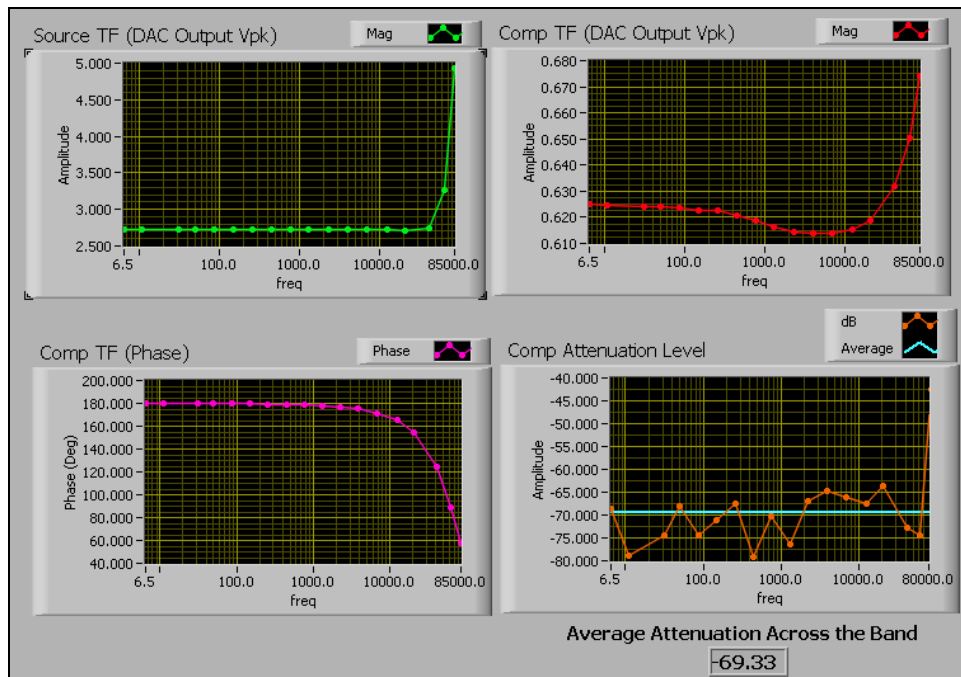 Source TF (DAC Output Vpk)
Mag
5.000
4.500
4.000
3.500
3.000
2.500
Amplitude
6.5
100.0
1000.0
10000.0
85000.0
freq
Comp TF (DAC Output Vpk)
Mag
0.680
0.670
0.660
0.650
0.640
0.630
0.620
0.610
Amplitude
6.5
100.0
1000.0
10000.0
85000.0
freq
Comp TF (Phase)
Phase
200.000
180.000
160.000
140.000
120.000
100.000
80.000
60.000
40.000
Phase (Deg)
6.5
100.0
1000.0
10000.0
85000.0
freq
Comp Attenuation Level
dB
Average
-40.000
-45.000
-50.000
-55.000
-60.000
-65.000
-70.000
-75.000
-80.000
Amplitude
6.5
100.0
1000.0
10000.0
80000.0
freq
Average Attenuation Across the Band
-69.33